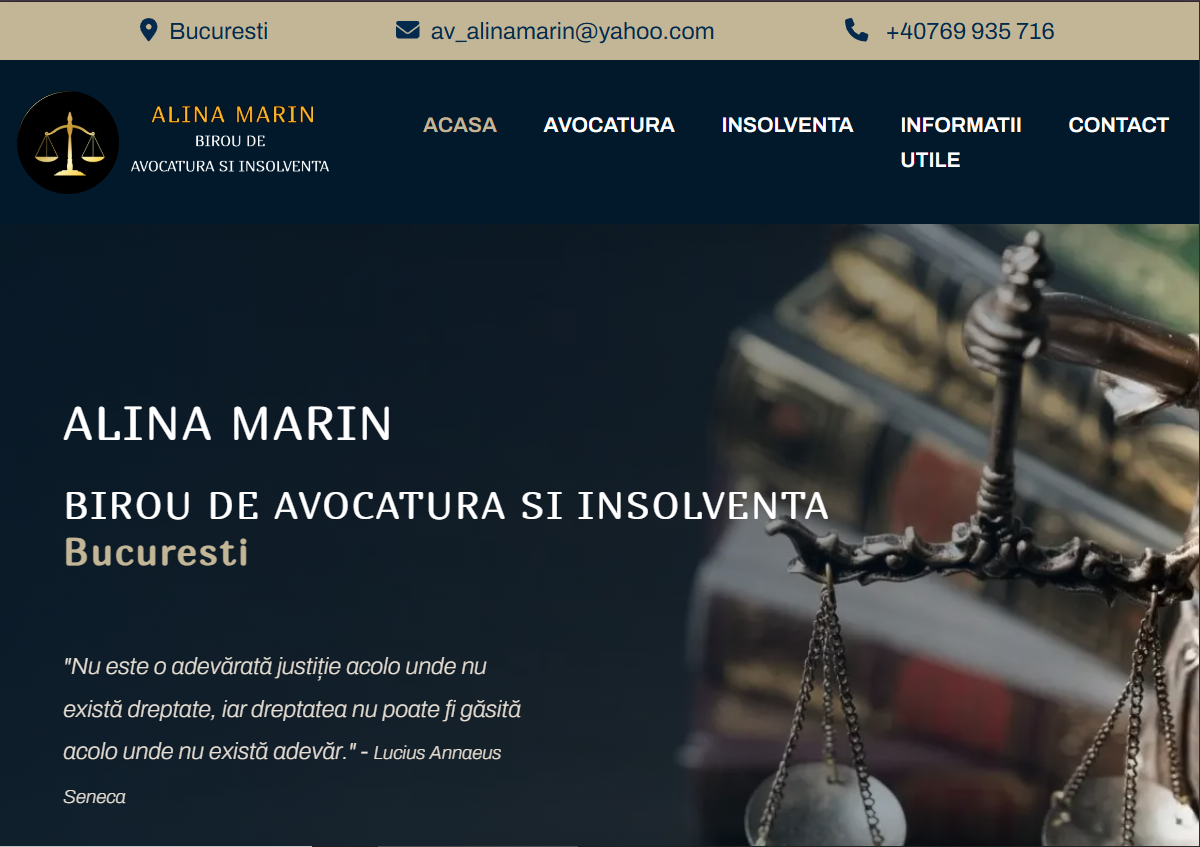 Bucuresti
av_alinamarin@yahoo.com
+40769 935 716
ALINA MARIN
BIROU DE
AVOCATURA SI INSOLVENTA
ACASA
AVOCATURA
INSOLVENTA
INFORMATII
UTILE
CONTACT
ALINA MARIN
BIROU DE AVOCATURA SI INSOLVENTA
Bucuresti
"Nu este o adevărată justiție acolo unde nu
există dreptate, iar dreptatea nu poate fi găsită
acolo unde nu există adevăr." - Lucius Annaeus
Seneca